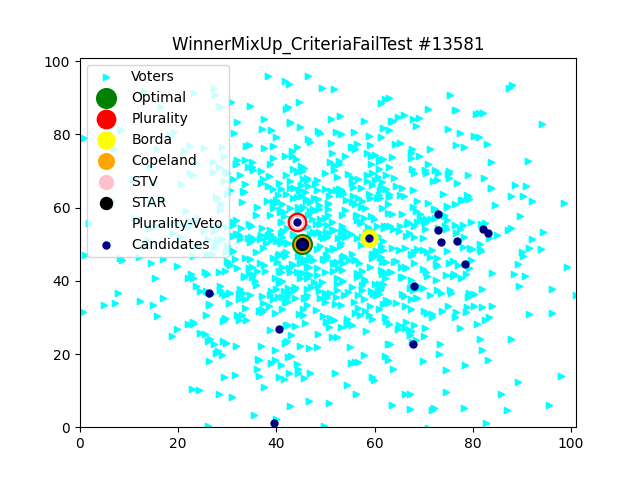 WinnerMixUp_CriteriaFailTest #13581
Voters
Optimal
Plurality
Borda
Copeland
STV
STAR
Plurality-Veto
Candidates
100
80
60
40
20
0
0 20 40 60 80 100